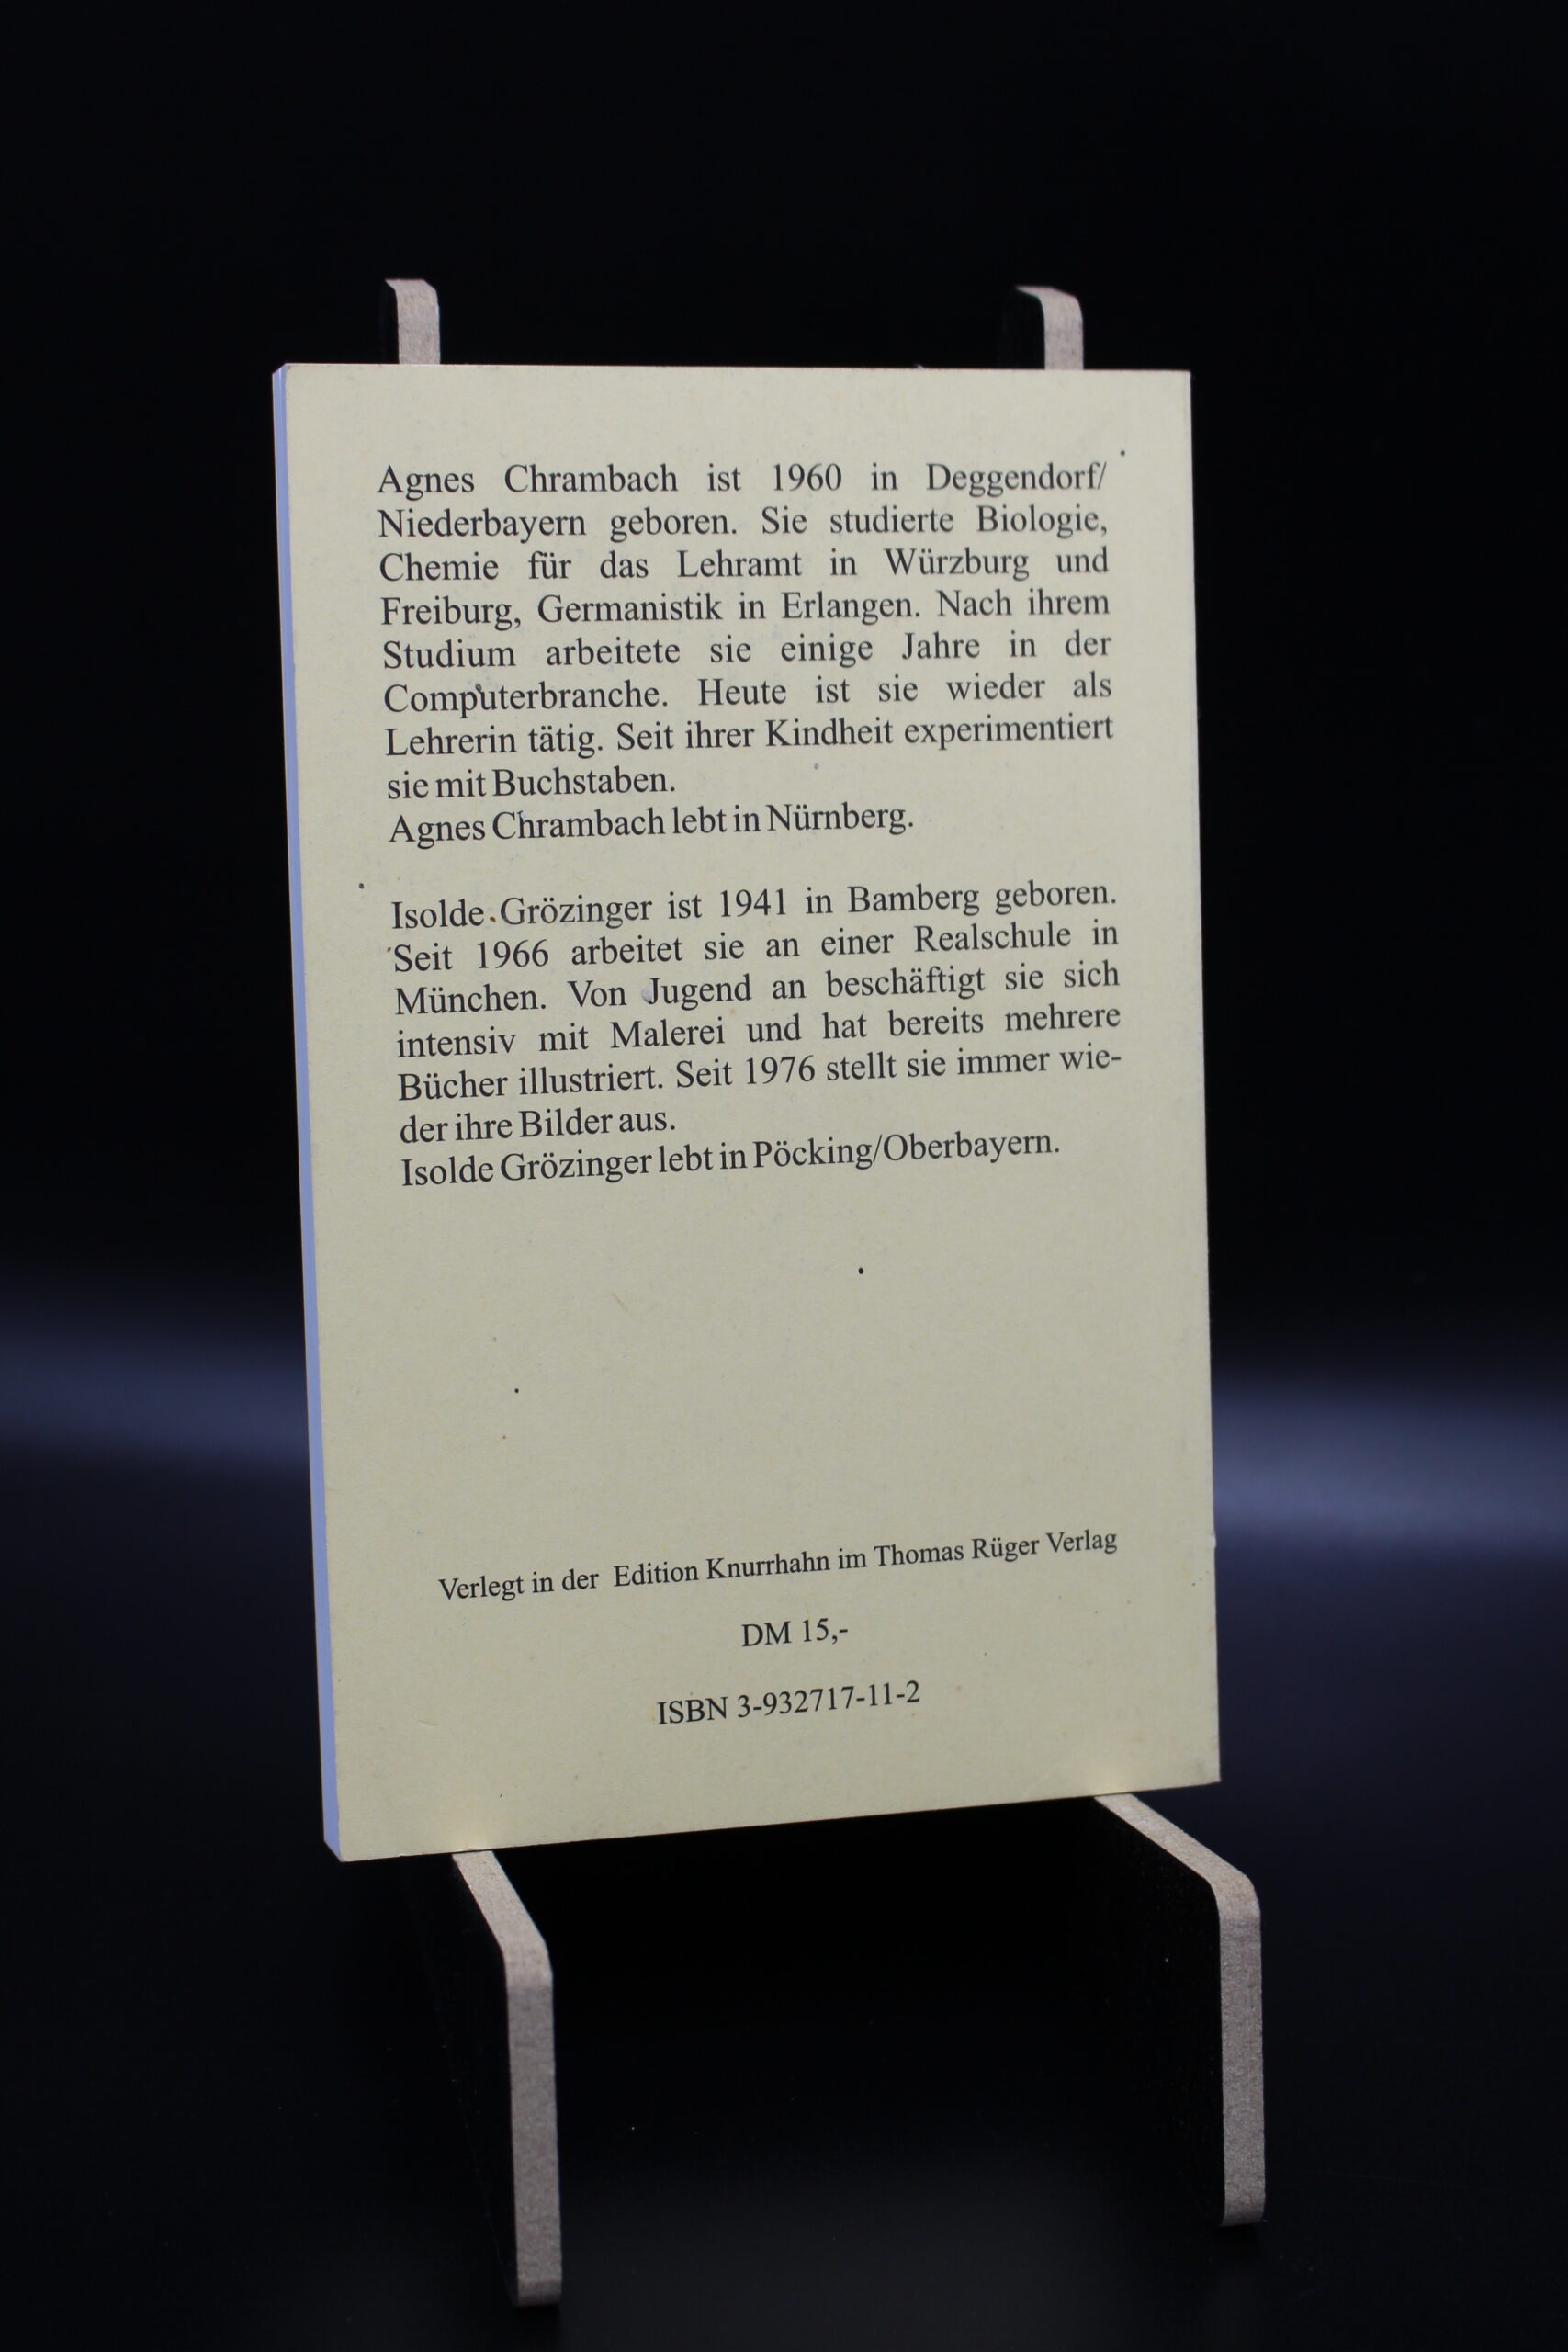 Agnes Chrambach ist 1960 in Deggendorf/
Niederbayern geboren. Sie studierte Biologie,
Chemie für das Lehramt in Würzburg und
Freiburg, Germanistik in Erlangen. Nach ihrem
Studium arbeitete sie einige Jahre in der
Computerbranche. Heute ist sie wieder als
Lehrerin tätig. Seit ihrer Kindheit experimentiert
sie mit Buchstaben.
Agnes Chrambach lebt in Nürnberg.
Isolde Grözinger ist 1941 in Bamberg geboren.
Seit 1966 arbeitet sie an einer Realschule in
München. Von Jugend an beschäftigt sie sich
intensiv mit Malerei und hat bereits mehrere
Bücher illustriert. Seit 1976 stellt sie immer wie-
der ihre Bilder aus.
Isolde Grözinger lebt in Pöcking/Oberbayern.
Verlegt in der Edition Knurrhahn im Thomas Rüger Verlag
DM 15,-
ISBN 3-932717-11-2